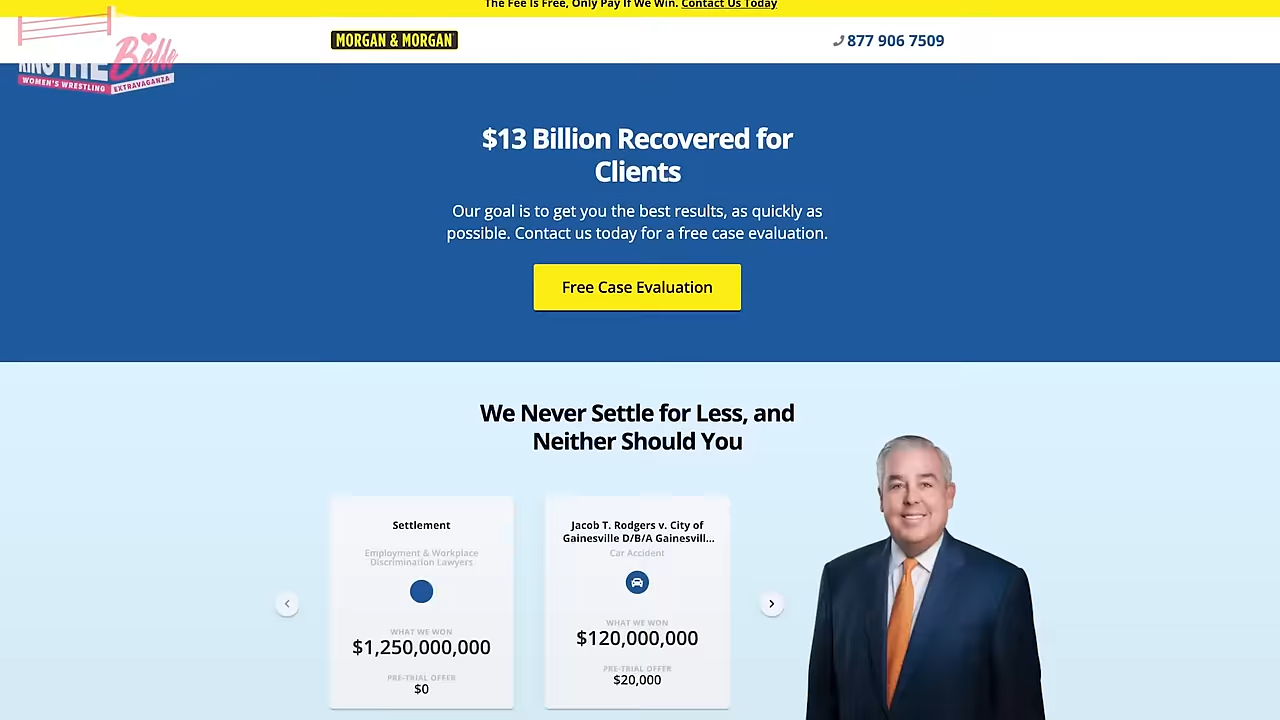 The Fee Is Free, Only Pay If We Win. Contact Us Today
MORGAN & MORGAN
877 906 7509
THE
Belle
WOMEN'S WRESTLING
EXTRAVAGANZA
$13 Billion Recovered for
Clients
Our goal is to get you the best results, as quickly as
possible. Contact us today for a free case evaluation.
Free Case Evaluation
We Never Settle for Less, and
Neither Should You
Settlement
Employment & Workplace
Discrimination Lawyers
WHAT WE WON
$1,250,000,000
PRE-TRIAL OFFER
$0
Jacob T. Rodgers v. City of
Gainesville D/B/A Gainesvill...
Car Accident
WHAT WE WON
$120,000,000
PRE-TRIAL OFFER
$20,000